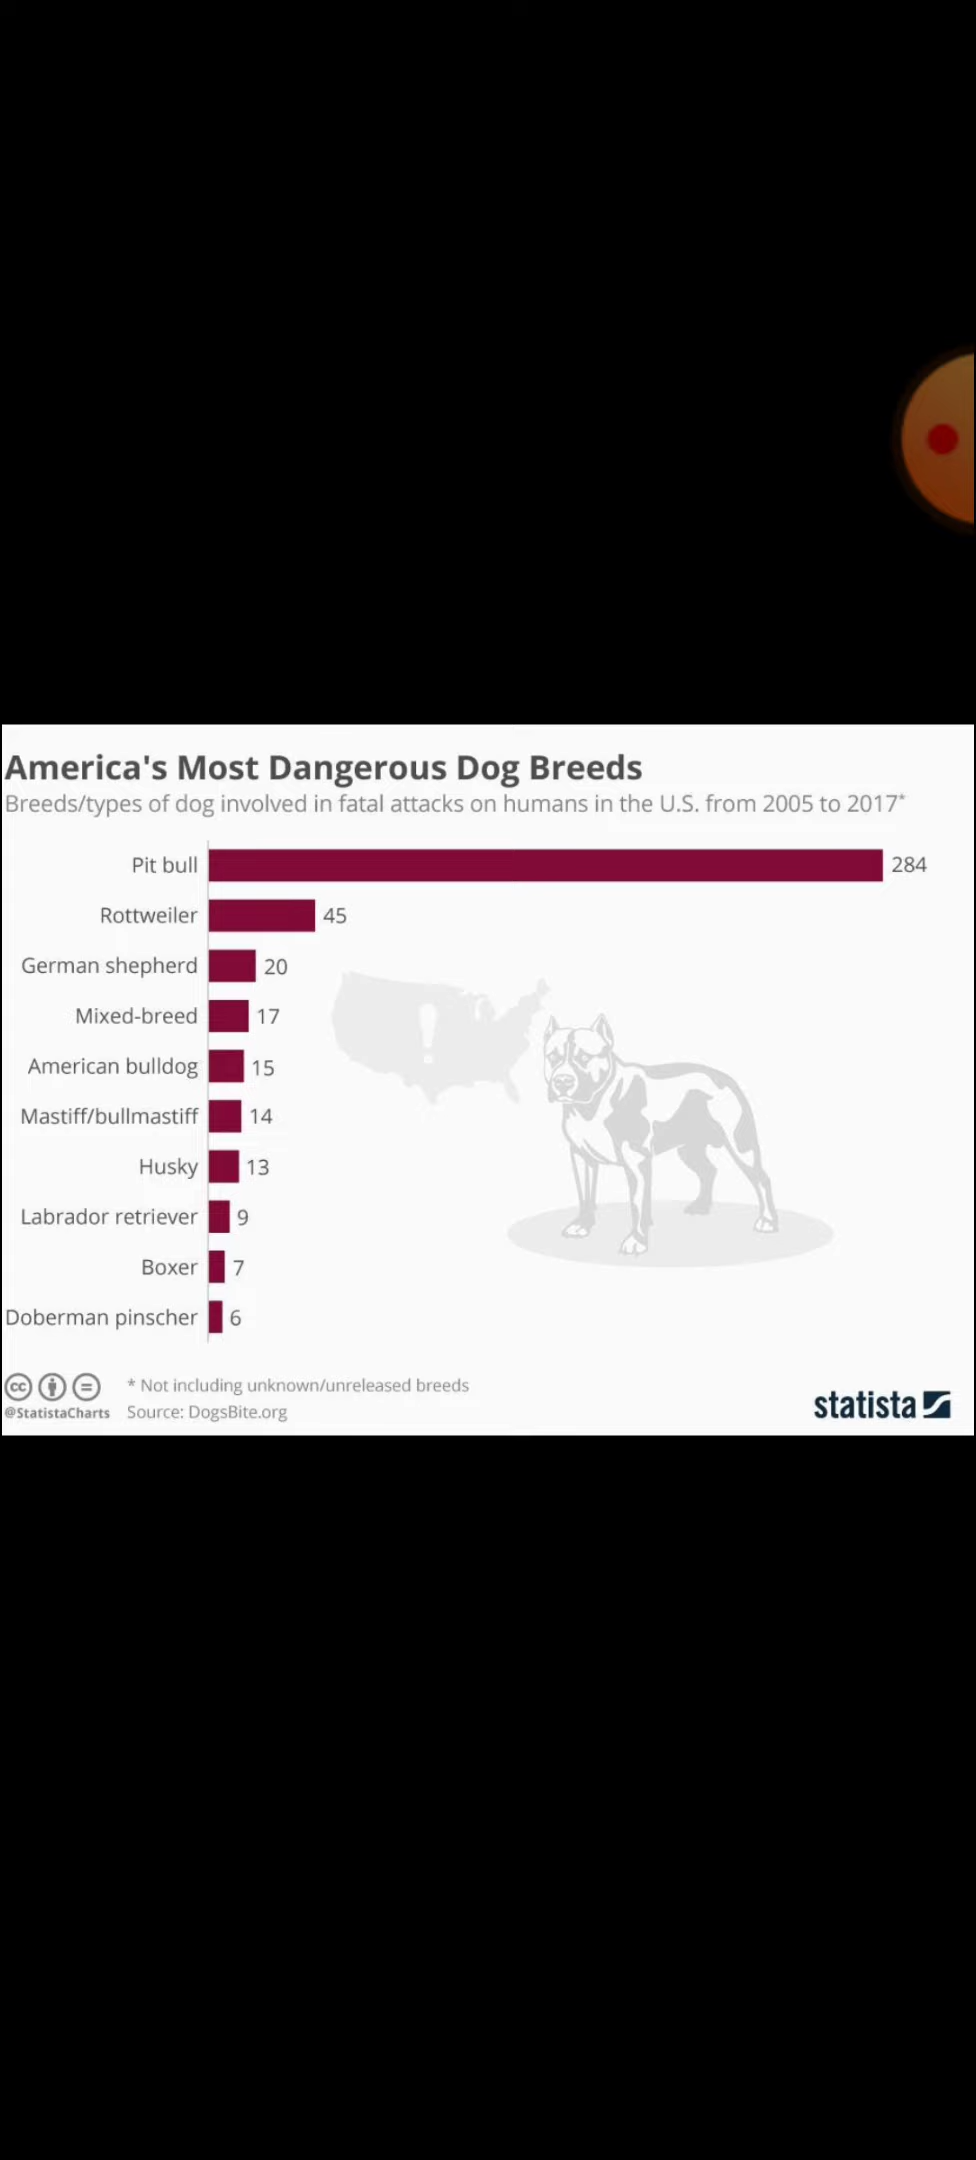 America's Most Dangerous Dog Breeds
Breeds/types of dog involved in fatal attacks on humans in the U.S. from 2005 to 2017*
Pit bull 284
Rottweiler 45
German shepherd 20
Mixed-breed 17
American bulldog 15
Mastiff/bullmastiff 14
Husky 13
Labrador retriever 9
Boxer 7
Doberman pinscher 6
* Not including unknown/unreleased breeds
@StatistaCharts Source: DogsBite.org
statista